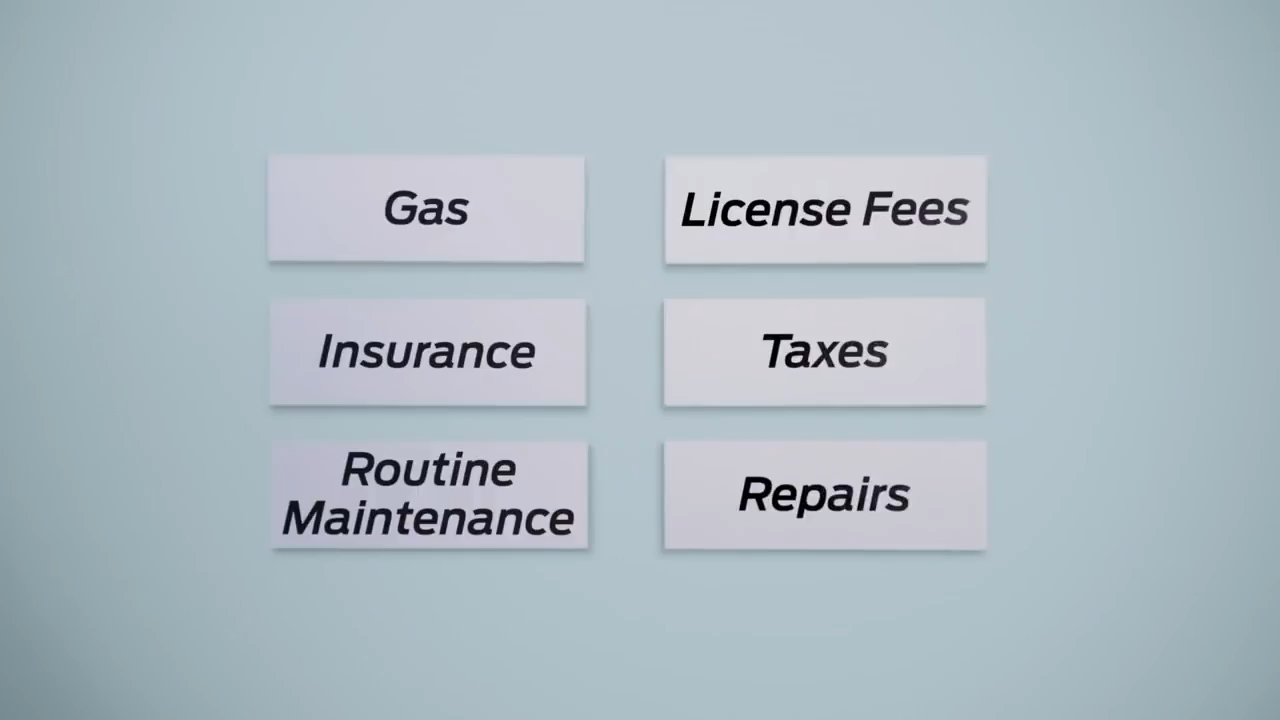 Gas
License Fees
Insurance
Taxes
Routine
Maintenance
Repairs